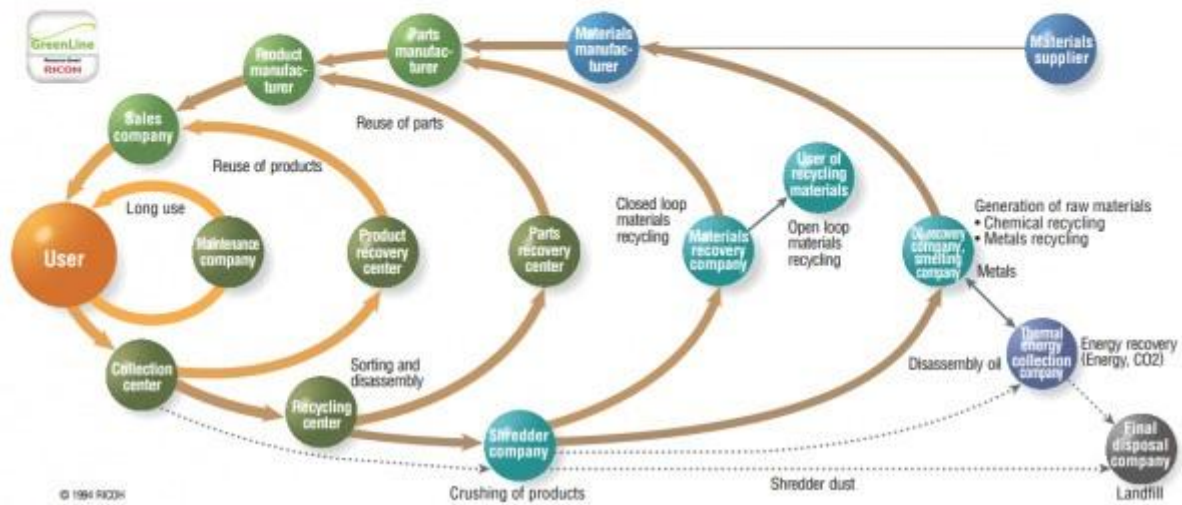 GreenLine
RICOH
Product
manufac-
turer
Parts
manufac-
turer
Materials
manufac-
turer
Materials
supplier
Sales
company
Reuse of parts
Reuse of products
User of
recycling
materials
Long use
Closed loop
materials
recycling
Generation of raw materials
• Chemical recycling
• Metals recycling
User
Maintenance
company
Product
recovery
center
Parts
recovery
center
Materials
recovery
company
Open loop
materials
recycling
Oil recovery
company,
smelting
company
Metals
Collection
center
Sorting and
disassembly
Disassembly oil
Thermal
energy
collection
company
Energy recovery
(Energy, CO2)
Recycling
center
Shredder
company
Final
disposal
company
Crushing of products
Shredder dust
Landfill
© 1994 RICOH